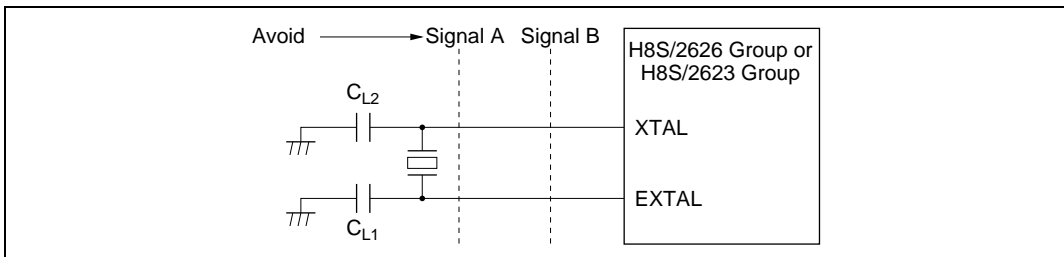 Avoid Signal A Signal B
H8S/2626 Group or
H8S/2623 Group
CL2
XTAL
EXTAL
CL1